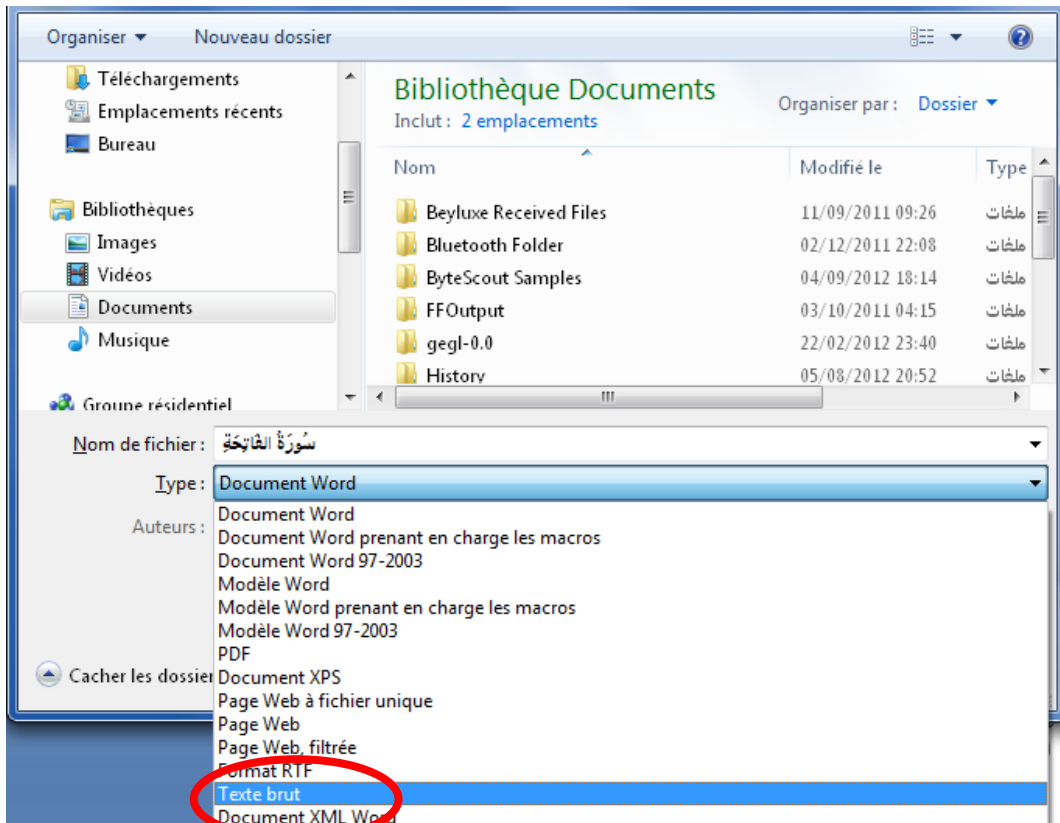 Organiser Nouveau dossier
Téléchargements
Emplacements récents
Bureau
Bibliothèques
Images
Vidéos
Documents
Musique
Groupe résidentiel
Bibliothèque Documents
Inclut : 2 emplacements
Organiser par : Dossier
Nom Modifié le Type
Beyluxe Received Files 11/09/2011 09:26 ملفات
Bluetooth Folder 02/12/2011 22:08 ملفات
ByteScout Samples 04/09/2012 18:14 ملفات
FFOutput 03/10/2011 04:15 ملفات
gegl-0.0 22/02/2012 23:40 ملفات
History 05/08/2012 20:52 ملفات
Nom de fichier : سُورَةُ الفَاتِحَةِ
Type : Document Word
Auteurs :
Document Word
Document Word prenant en charge les macros
Document Word 97-2003
Modèle Word
Modèle Word prenant en charge les macros
Modèle Word 97-2003
PDF
Cacher les dossier
Document XPS
Page Web à fichier unique
Page Web
Page Web, filtrée
Format RTF
Texte brut
Document XML Word